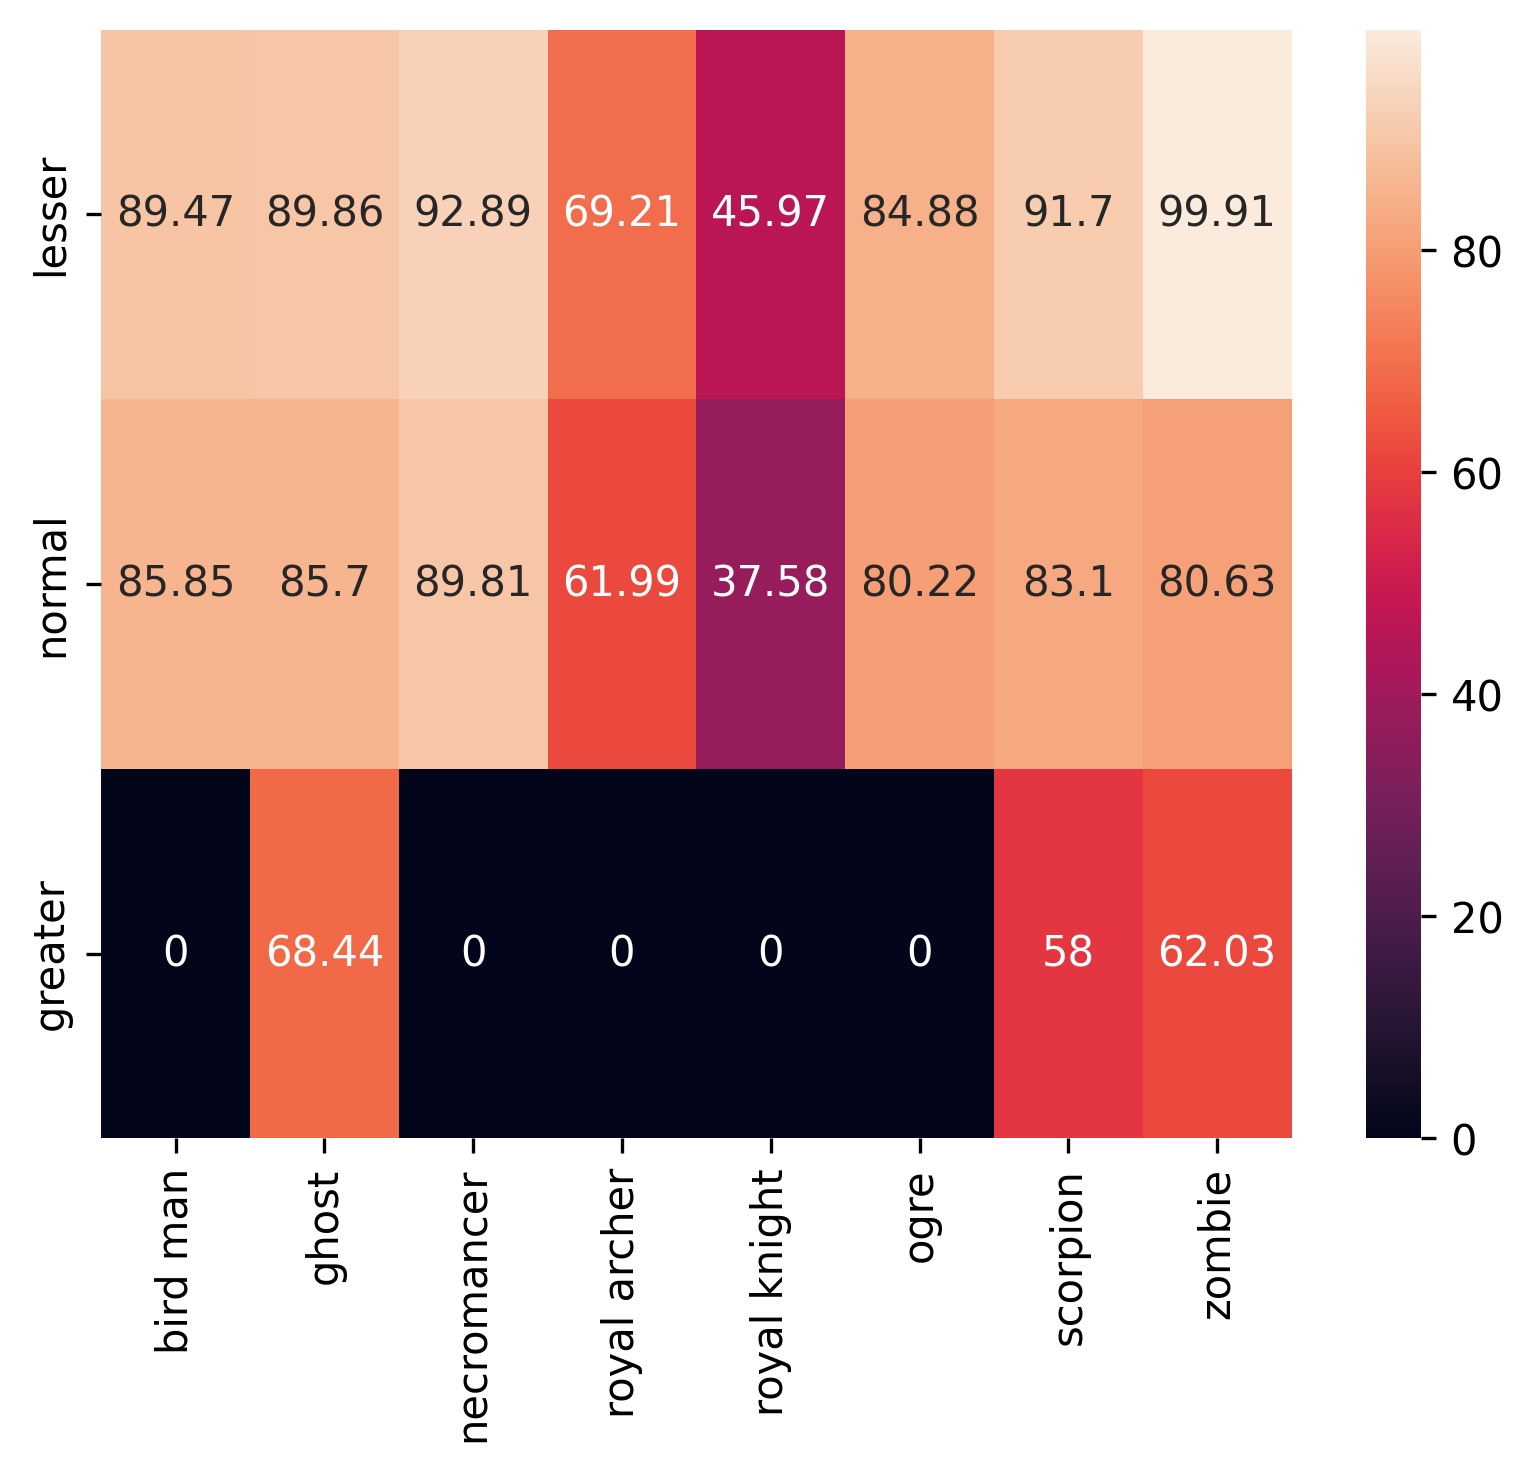 lesser 89.47 89.86 92.89 69.21 45.97 84.88 91.7 99.91
normal 85.85 85.7 89.81 61.99 37.58 80.22 83.1 80.63
greater 0 68.44 0 0 0 0 58 62.03
bird man
ghost
necromancer
royal archer
royal knight
ogre
scorpion
zombie
80
60
40
20
0